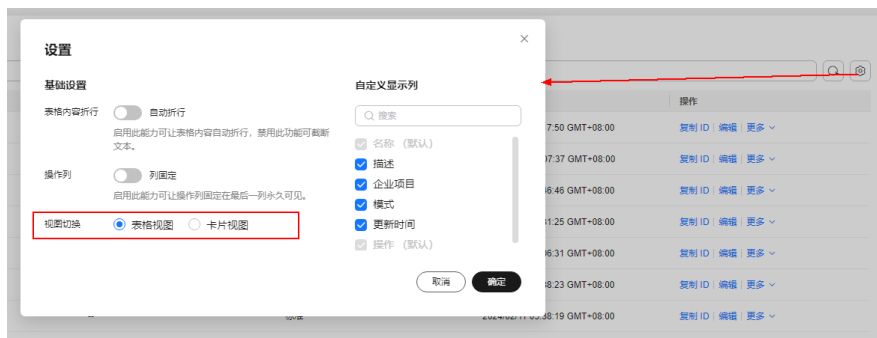 设置
基础设置
表格内容折行 自动折行
启用此能力可让表格内容自动折行，禁用此功能可截断
文本。
操作列 列固定
启用此能力可让操作列固定在最后一列永久可见。
视图切换 表格视图 卡片视图
自定义显示列
搜索
名称（默认）
描述
企业项目
模式
更新时间
操作（默认）
取消 确定
操作
7:50 GMT+08:00 复制 ID 编辑 更多
07:37 GMT+08:00 复制 ID 编辑 更多
6:46 GMT+08:00 复制 ID 编辑 更多
1:25 GMT+08:00 复制 ID 编辑 更多
06:31 GMT+08:00 复制 ID 编辑 更多
8:23 GMT+08:00 复制 ID 编辑 更多
:38:19 GMT+08:00 复制 ID 编辑 更多